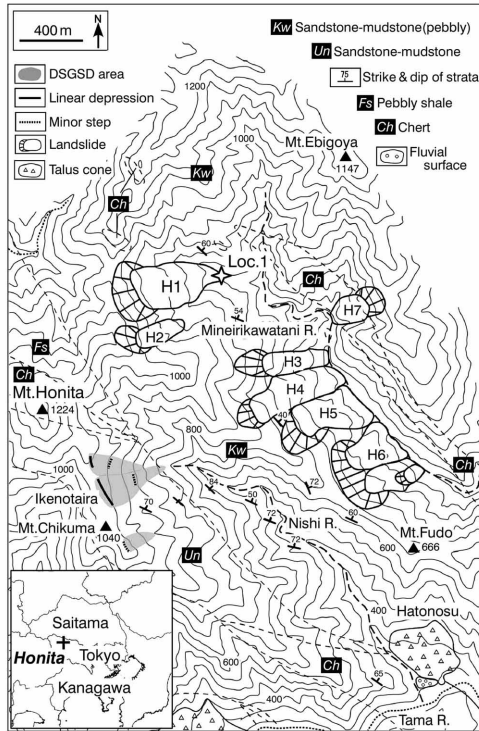 400 m
N
DSGSD area
Linear depression
Minor step
Landslide
Talus cone
Kw Sandstone-mudstone(pebbly)
Un Sandstone-mudstone
75 Strike & dip of strata
Fs Pebbly shale
Ch Chert
Fluvial
surface
1200
1000
Mt.Ebigoya
1147
Kw
Ch
60
Loc.1
Ch
H1
H7
54
Mineirikawatani R.
H2
Fs
H3
Ch
1000
H4
Mt.Honita
1224
H5
40
800
Kw
H6
1000
Ch
Ikenotaira
84
50
72
70
60
Nishi R.
Mt.Chikuma
1040
72
Mt.Fudo
600
666
Un
72
Saitama
Hatonosu
400
Honita
Tokyo
Kanagawa
600
Ch
65
400
Tama R.